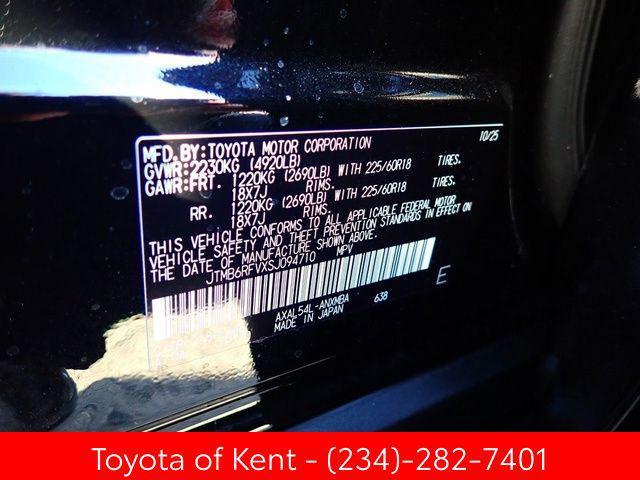 10/25
MFD. BY: TOYOTA MOTOR CORPORATION
GVWR: 2230KG (4920LB)
GAWR: FRT. 1220KG (2690LB) WITH 225/60R18 TIRES.
18X7J RIMS.
RR. 1220KG (2690LB) WITH 225/60R18 TIRES.
18X7J RIMS.
THIS VEHICLE CONFORMS TO ALL APPLICABLE FEDERAL MOTOR
VEHICLE SAFETY AND THEFT PREVENTION STANDARDS IN EFFECT ON
THE DATE OF MANUFACTURE SHOWN ABOVE.
JTMB6RFVXSJ094710 MPV
AXAL54L-ANXMBA 638
MADE IN JAPAN
E
Toyota of Kent - (234)-282-7401